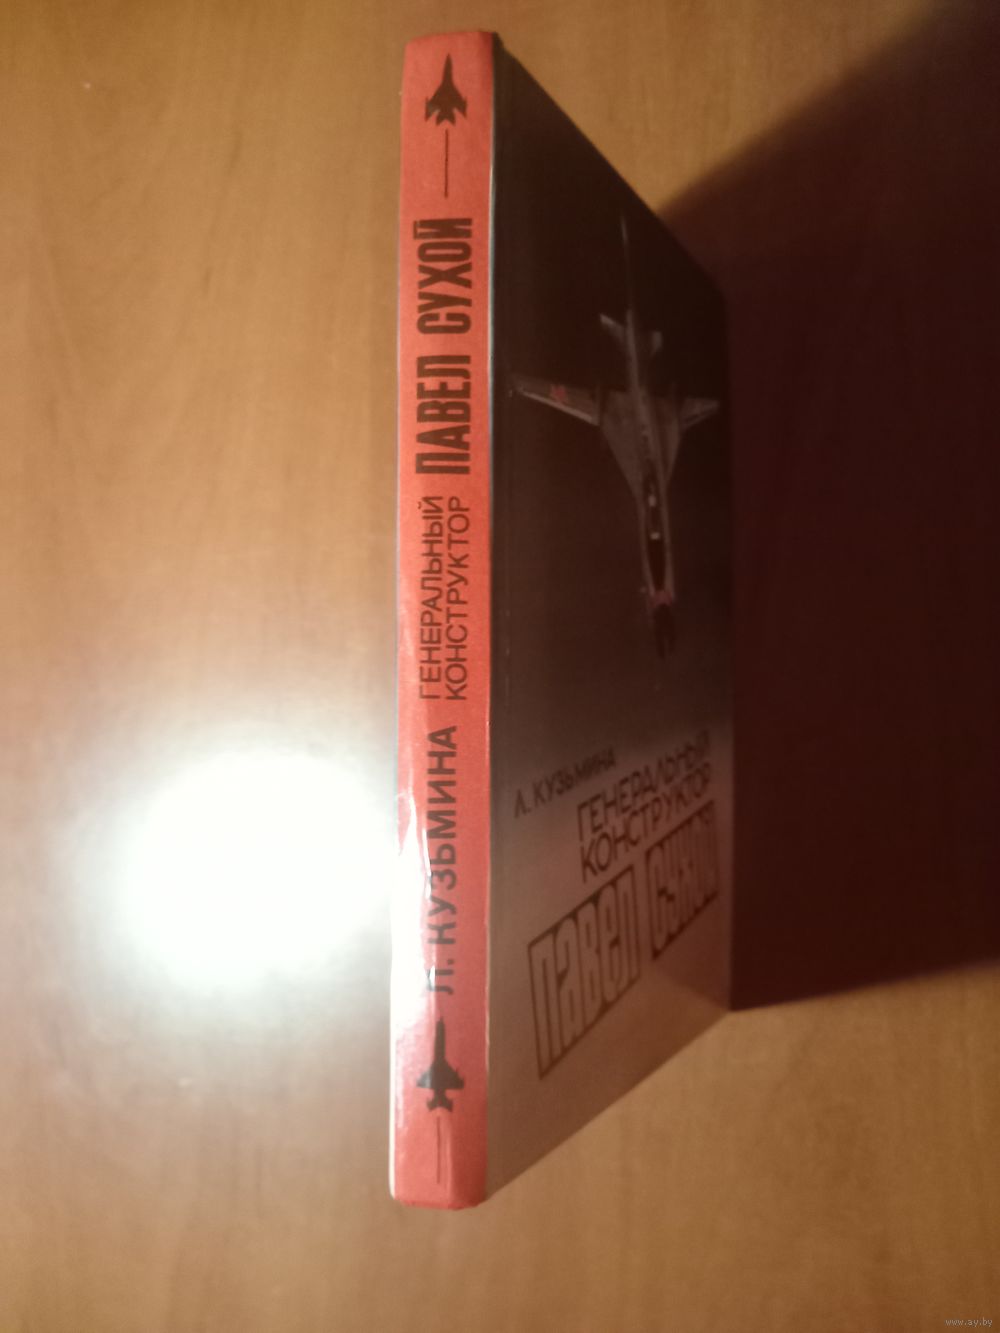 Л. КУЗЬМИНА
ГЕНЕРАЛЬНЫЙ
КОНСТРУКТОР
ПАВЕЛ СУХОЙ
Л. КУЗЬМИНА
ГЕНЕРАЛЬНЫЙ
КОНСТРУКТОР
ПАВЕЛ СУХОЙ
www.ay.by